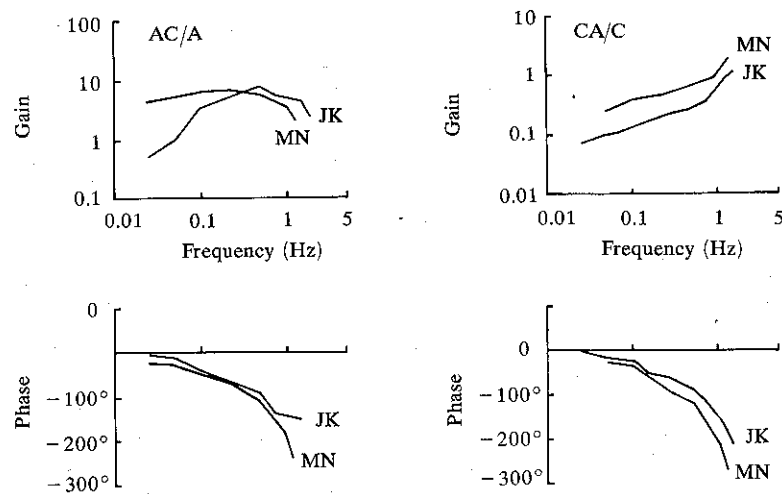 100
AC/A
10
Gain
1
JK
MN
0.1
0.01 0.1 1 5
Frequency (Hz)
10
CA/C
MN
1
JK
Gain
0.1
0.01
0.01 0.1 1 5
Frequency (Hz)
0
Phase
−100°
JK
−200°
MN
−300°
0
Phase
−100°
−200°
JK
MN
−300°